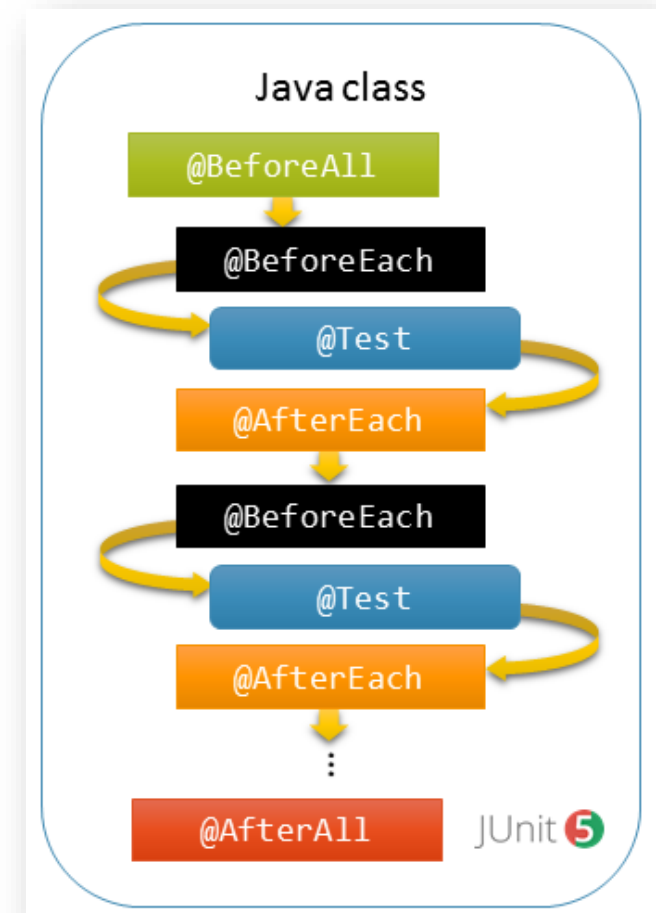 Java class
@BeforeAll
@BeforeEach
@Test
@AfterEach
@BeforeEach
@Test
@AfterEach
⋮
@AfterAll
JUnit 5